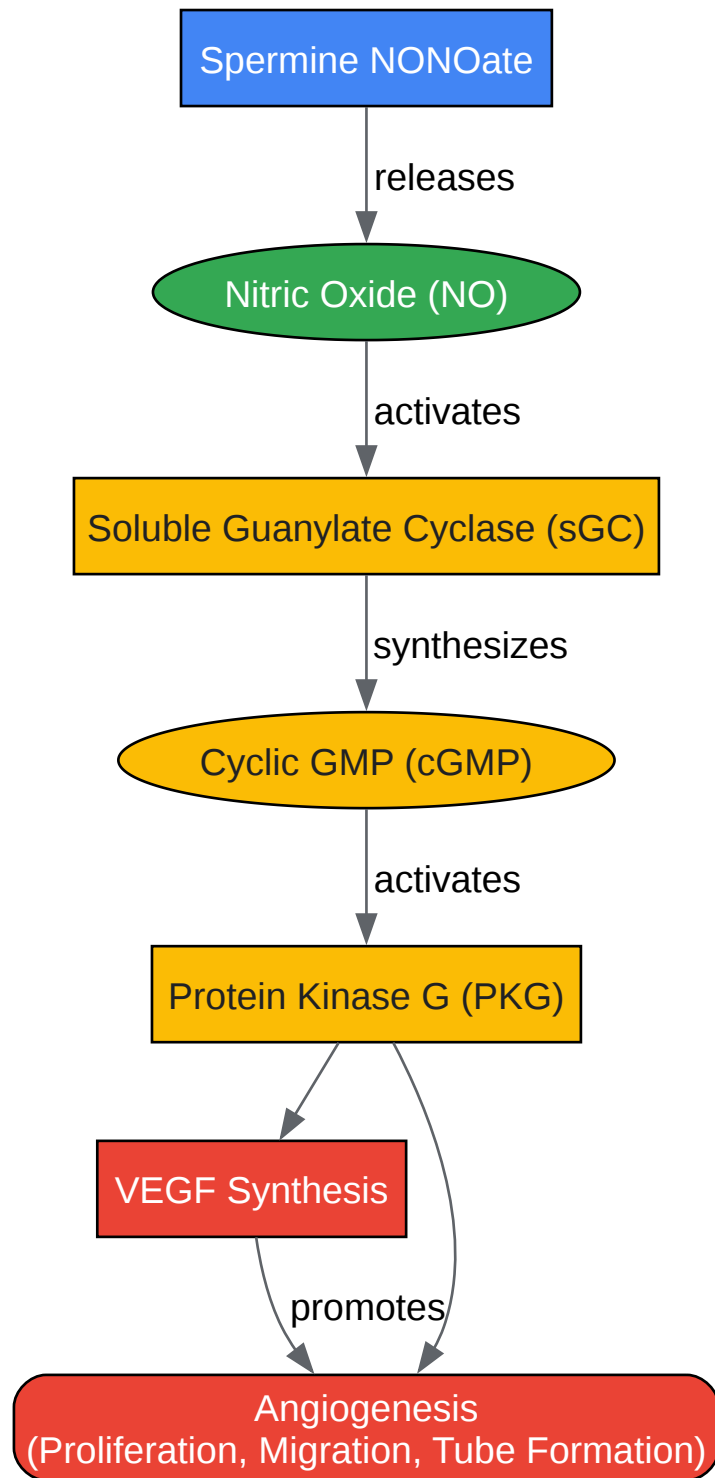 Spermine NONOate
releases
Nitric Oxide (NO)
activates
Soluble Guanylate Cyclase (sGC)
synthesizes
Cyclic GMP (cGMP)
activates
Protein Kinase G (PKG)
VEGF Synthesis
promotes
Angiogenesis
(Proliferation, Migration, Tube Formation)